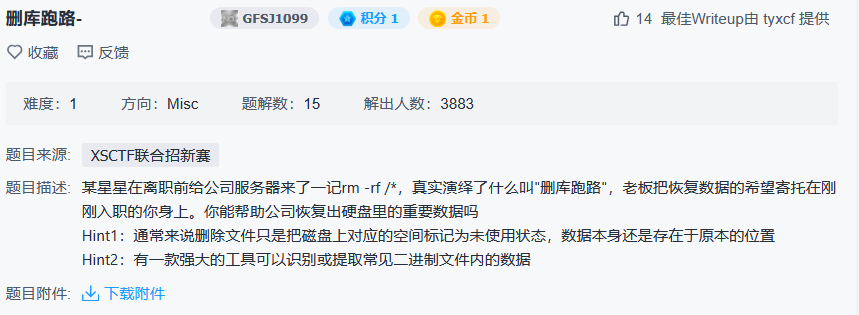 删库跑路- GFSJ1099 积分 1 金币 1 14 最佳Writeup由 tyxcf 提供
收藏 反馈
难度：1 方向：Misc 题解数：15 解出人数：3883
题目来源： XSCTF联合招新赛
题目描述： 某星星在离职前给公司服务器来了一记rm -rf /*，真实演绎了什么叫"删库跑路"，老板把恢复数据的希望寄托在刚
刚入职的你身上。你能帮助公司恢复出硬盘里的重要数据吗
Hint1：通常来说删除文件只是把磁盘上对应的空间标记为未使用状态，数据本身还是存在于原本的位置
Hint2：有一款强大的工具可以识别或提取常见二进制文件内的数据
题目附件： 下载附件